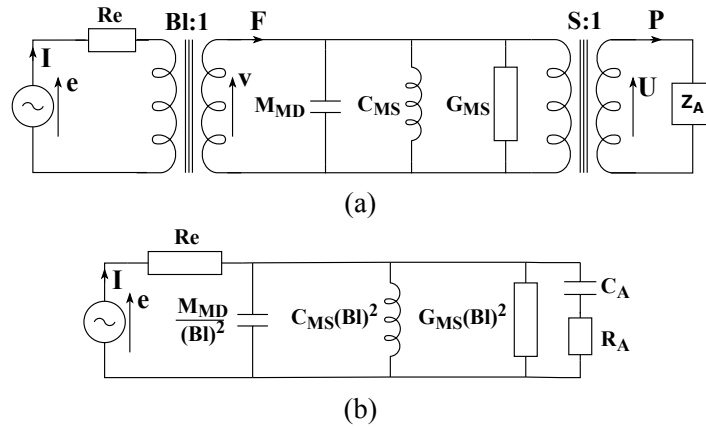 Re Bl:1 F S:1 P
I e v M_MD C_MS G_MS U Z_A
(a)
Re
I e M_MD/(Bl)^2 C_MS(Bl)^2 G_MS(Bl)^2 C_A
R_A
(b)